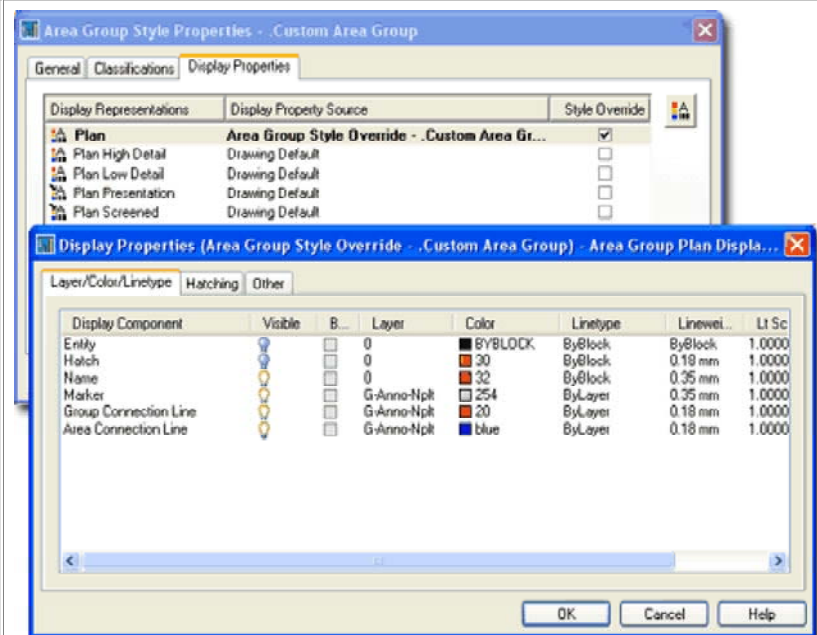 Area Group Style Properties - .Custom Area Group
General Classifications Display Properties
Display Representations Display Property Source Style Override
Plan Area Group Style Override - .Custom Area Gr...
Plan High Detail Drawing Default
Plan Low Detail Drawing Default
Plan Presentation Drawing Default
Plan Screened Drawing Default
Display Properties (Area Group Style Override - .Custom Area Group) - Area Group Plan Displa...
Layer/Color/Linetype Hatching Other
Display Component Visible B... Layer Color Linetype Linewei... Lt Sc
Entity 0 BYBLOCK ByBlock ByBlock 1.0000
Hatch 0 30 ByBlock 0.18 mm 1.0000
Name 0 32 ByBlock 0.35 mm 1.0000
Marker G-Anno-Nplt 254 ByLayer 0.35 mm 1.0000
Group Connection Line G-Anno-Nplt 20 ByLayer 0.18 mm 1.0000
Area Connection Line G-Anno-Nplt blue ByLayer 0.18 mm 1.0000
OK Cancel Help